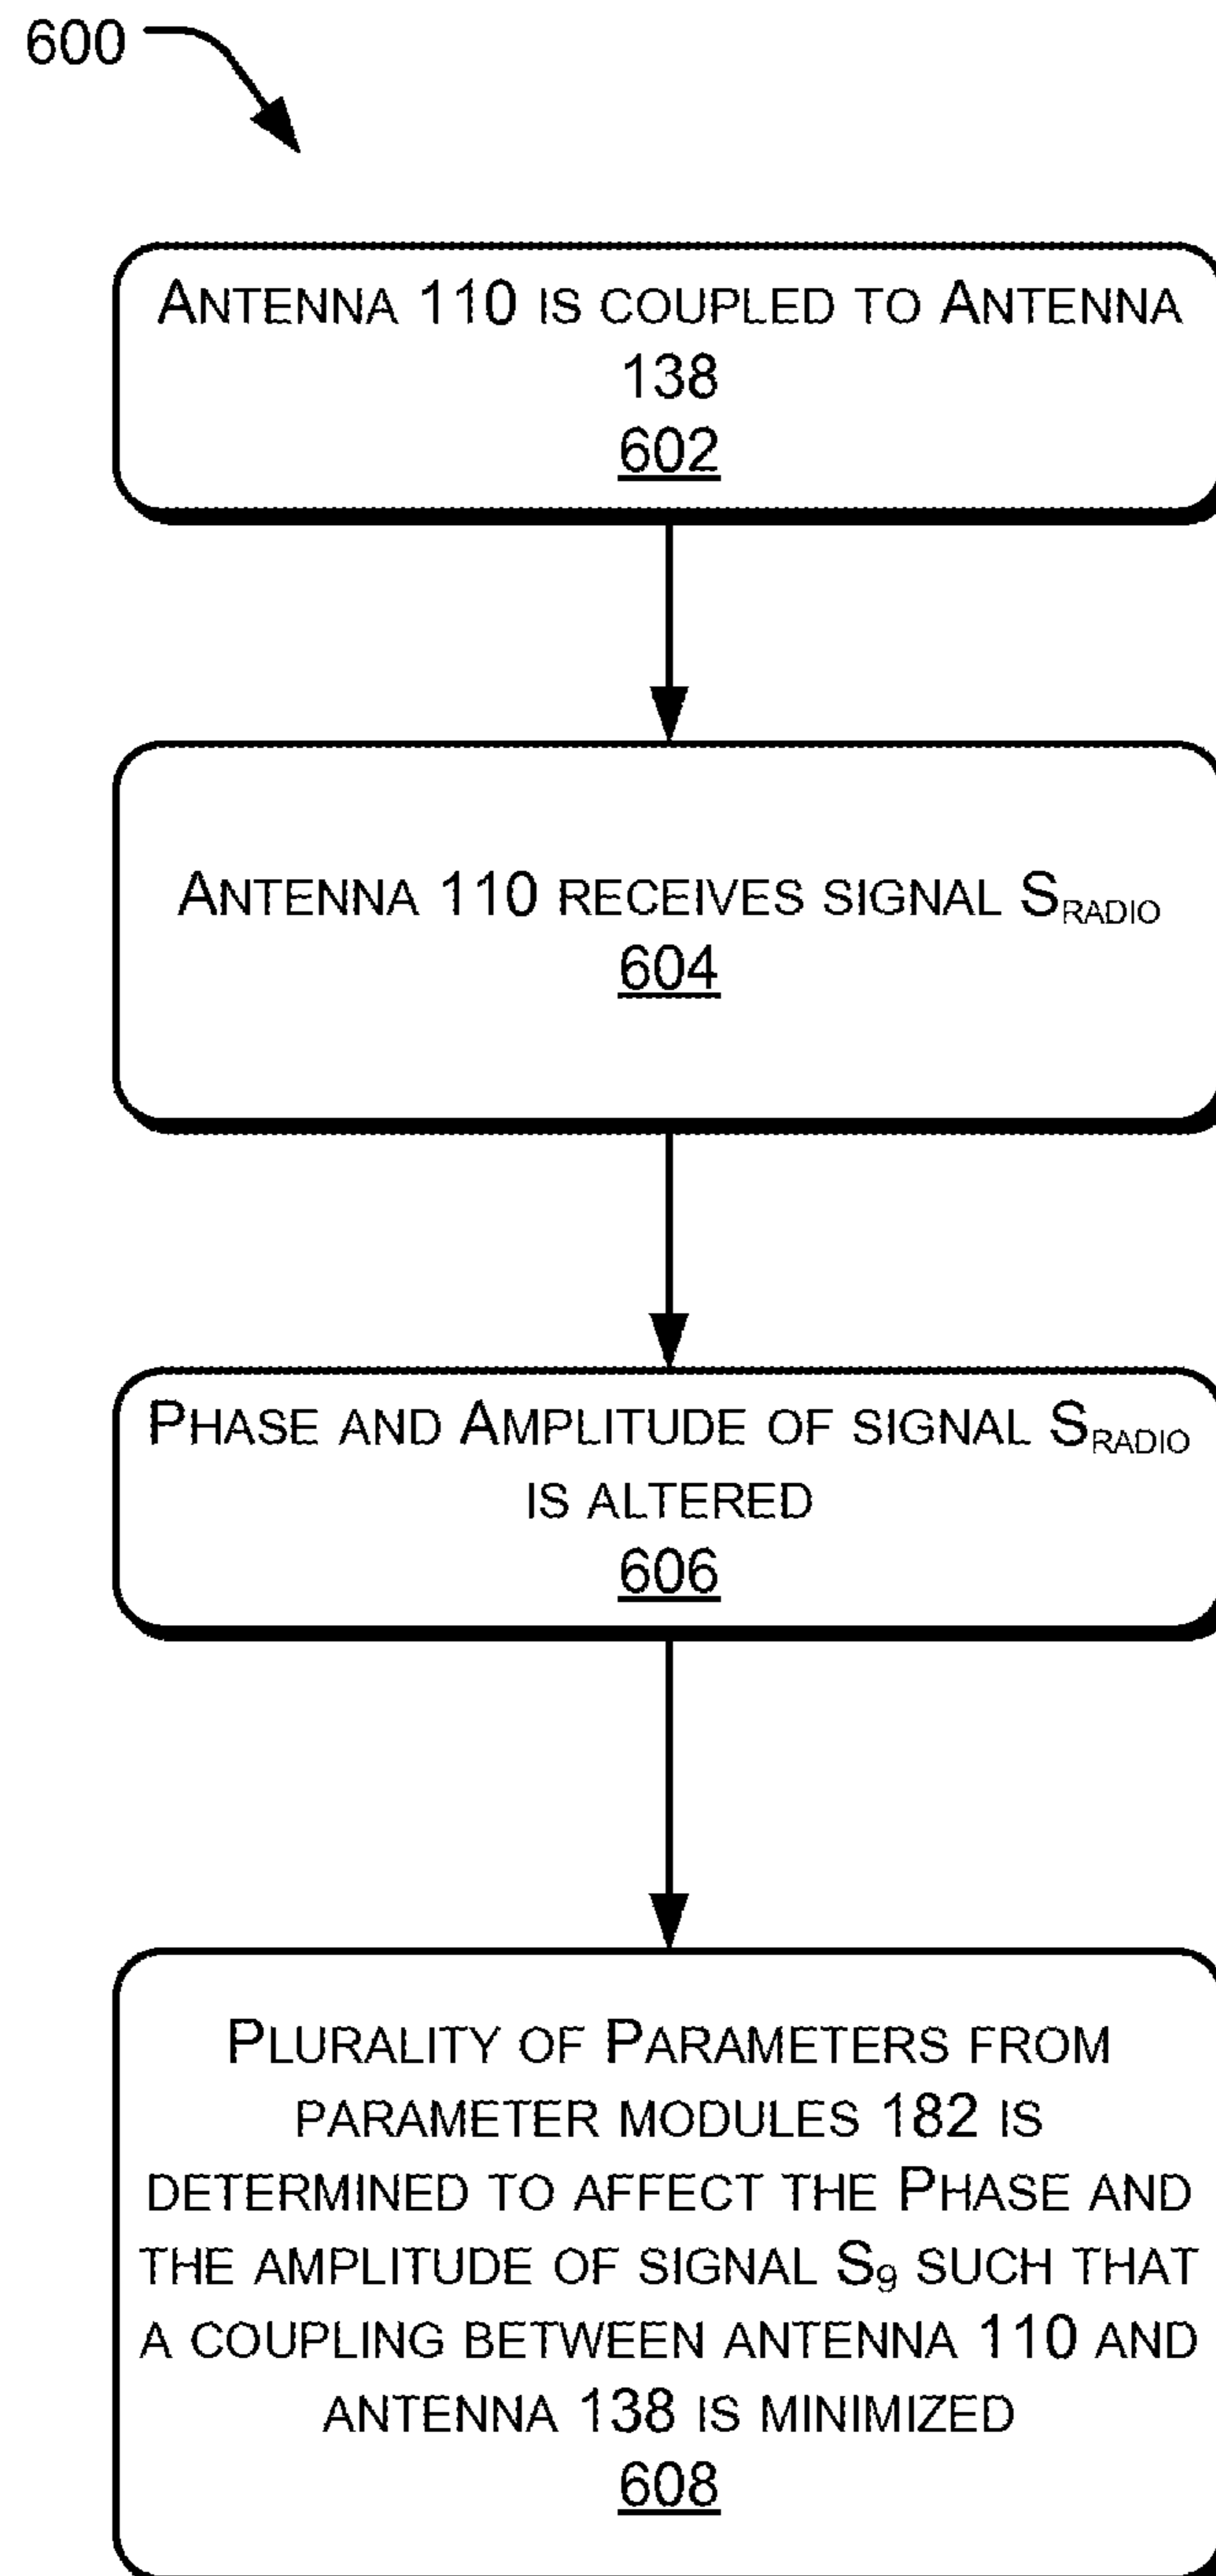 600
ANTENNA 110 IS COUPLED TO ANTENNA
138
602
ANTENNA 110 RECEIVES SIGNAL S_RADIO
604
PHASE AND AMPLITUDE OF SIGNAL S_RADIO
IS ALTERED
606
PLURALITY OF PARAMETERS FROM
PARAMETER MODULES 182 IS
DETERMINED TO AFFECT THE PHASE AND
THE AMPLITUDE OF SIGNAL S₉ SUCH THAT
A COUPLING BETWEEN ANTENNA 110 AND
ANTENNA 138 IS MINIMIZED
608